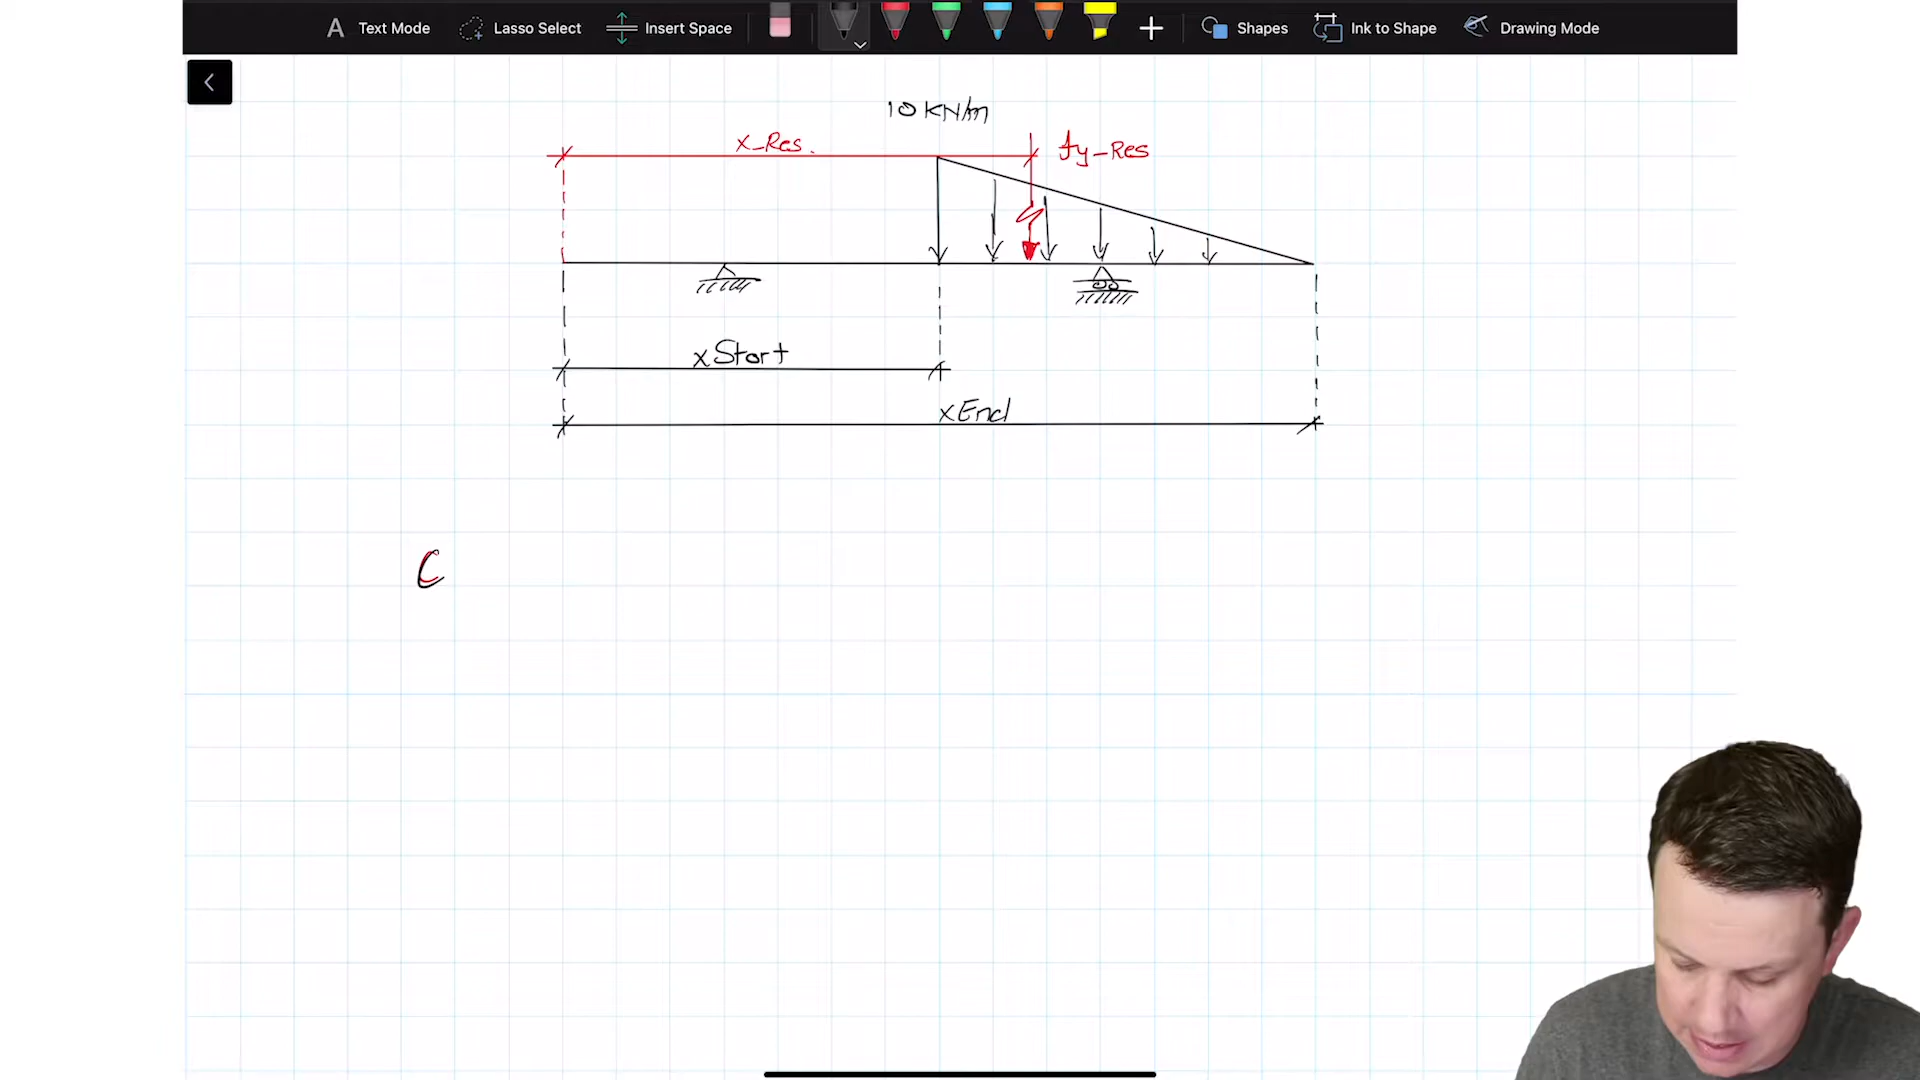 Text Mode
Lasso Select
Insert Space
Shapes
Ink to Shape
Drawing Mode
10 KN/m
x_Res.
fy_Res
xStart
xEnd
C